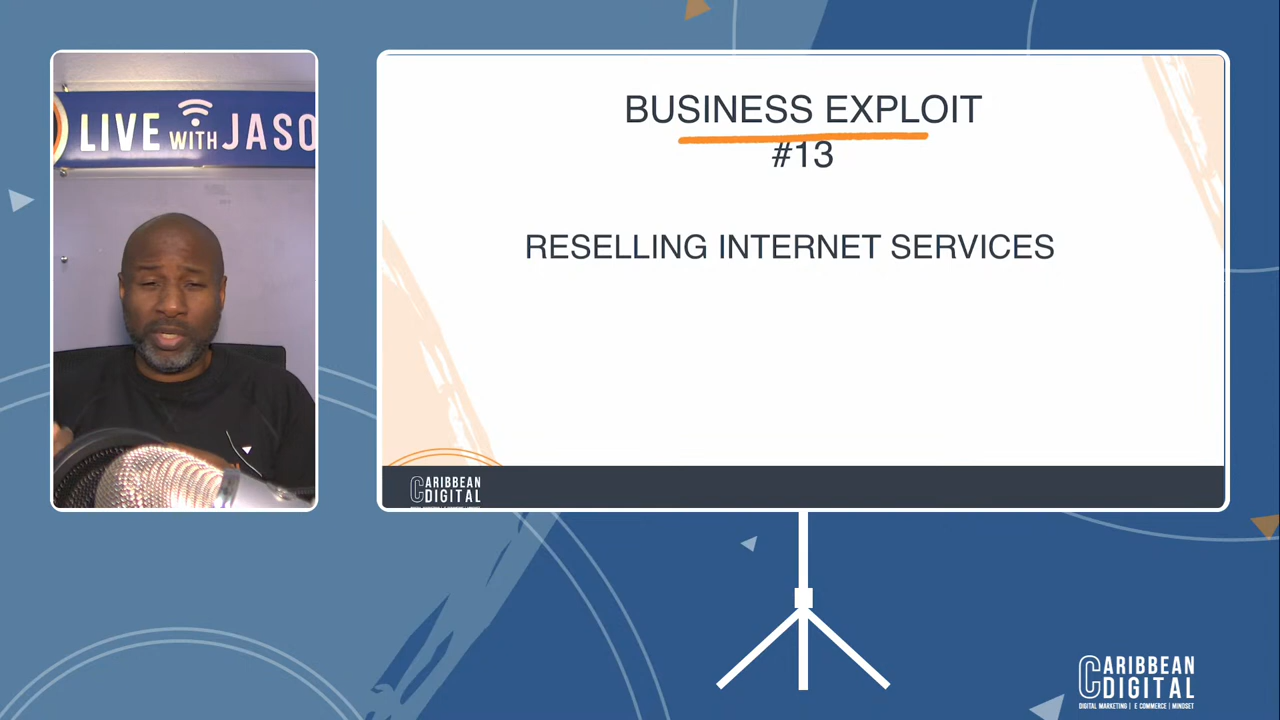 LIVE WITH JASO
BUSINESS EXPLOIT
#13
RESELLING INTERNET SERVICES
CARIBBEAN
DIGITAL
CARIBBEAN
DIGITAL
DIGITAL MARKETING | E COMMERCE | MINDSET